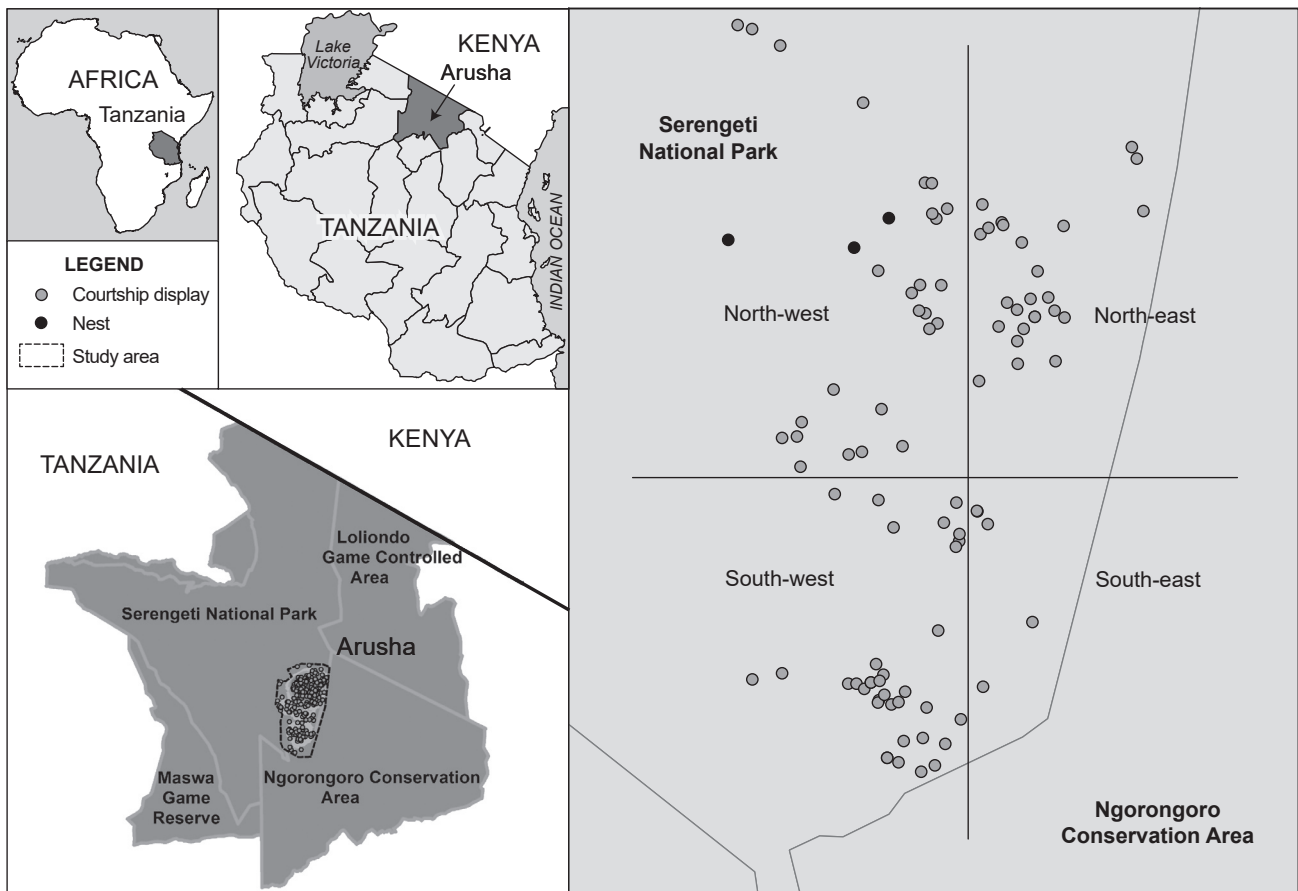 AFRICA
Tanzania
Lake
Victoria
KENYA
Arusha
TANZANIA
INDIAN OCEAN
LEGEND
Courtship display
Nest
Study area
KENYA
TANZANIA
Loliondo
Game Controlled
Area
Serengeti National Park
Arusha
Maswa
Game
Reserve
Ngorongoro Conservation
Area
Serengeti
National Park
North-west
North-east
South-west
South-east
Ngorongoro
Conservation Area